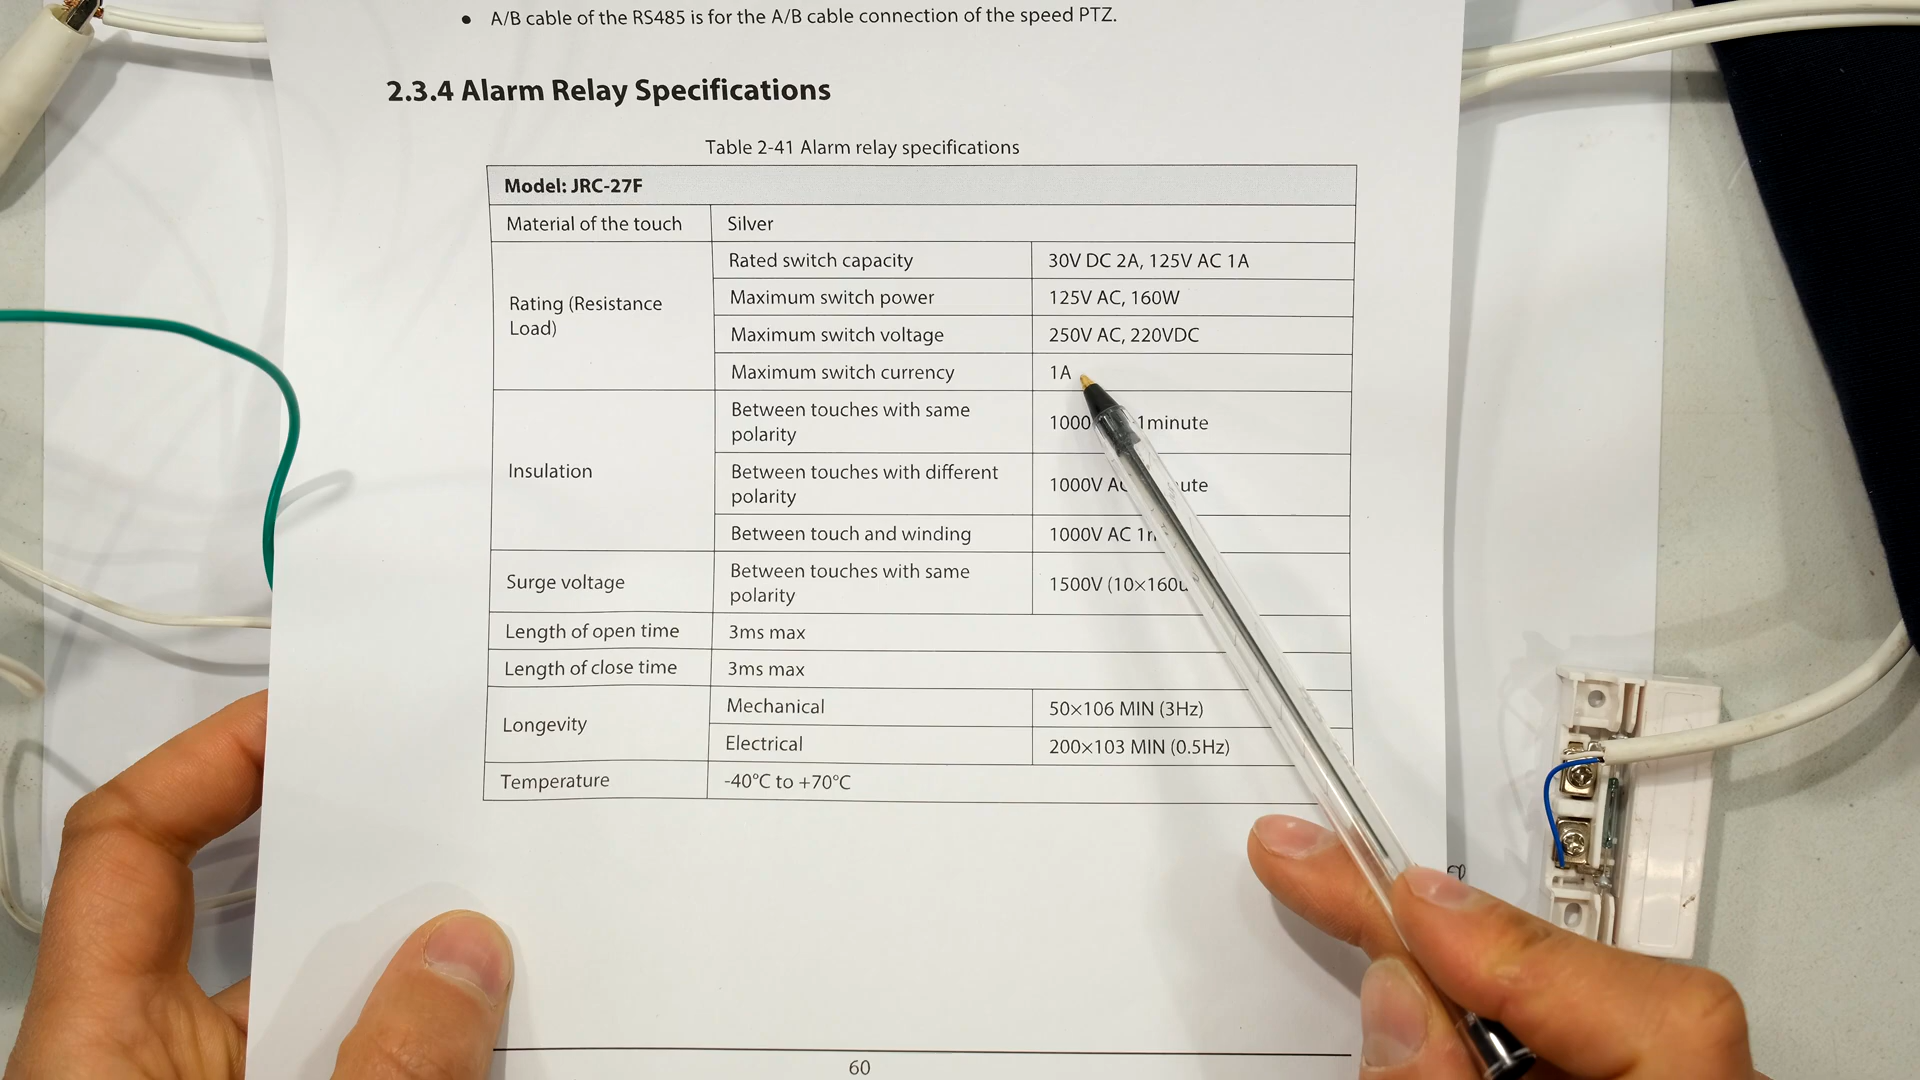 ● A/B cable of the RS485 is for the A/B cable connection of the speed PTZ.
2.3.4 Alarm Relay Specifications
Table 2-41 Alarm relay specifications
Model: JRC-27F
Material of the touch Silver
Rating (Resistance
Load)
Rated switch capacity 30V DC 2A, 125V AC 1A
Maximum switch power 125V AC, 160W
Maximum switch voltage 250V AC, 220VDC
Maximum switch currency 1A
Insulation
Between touches with same
polarity
1000 1minute
Between touches with different
polarity
1000V
Between touch and winding 1000V AC
Surge voltage
Between touches with same
polarity
1500V
Length of open time 3ms max
Length of close time 3ms max
Longevity
Mechanical 50×106 MIN (3Hz)
Electrical 200×103 MIN (0.5Hz)
Temperature -40°C to +70°C
60